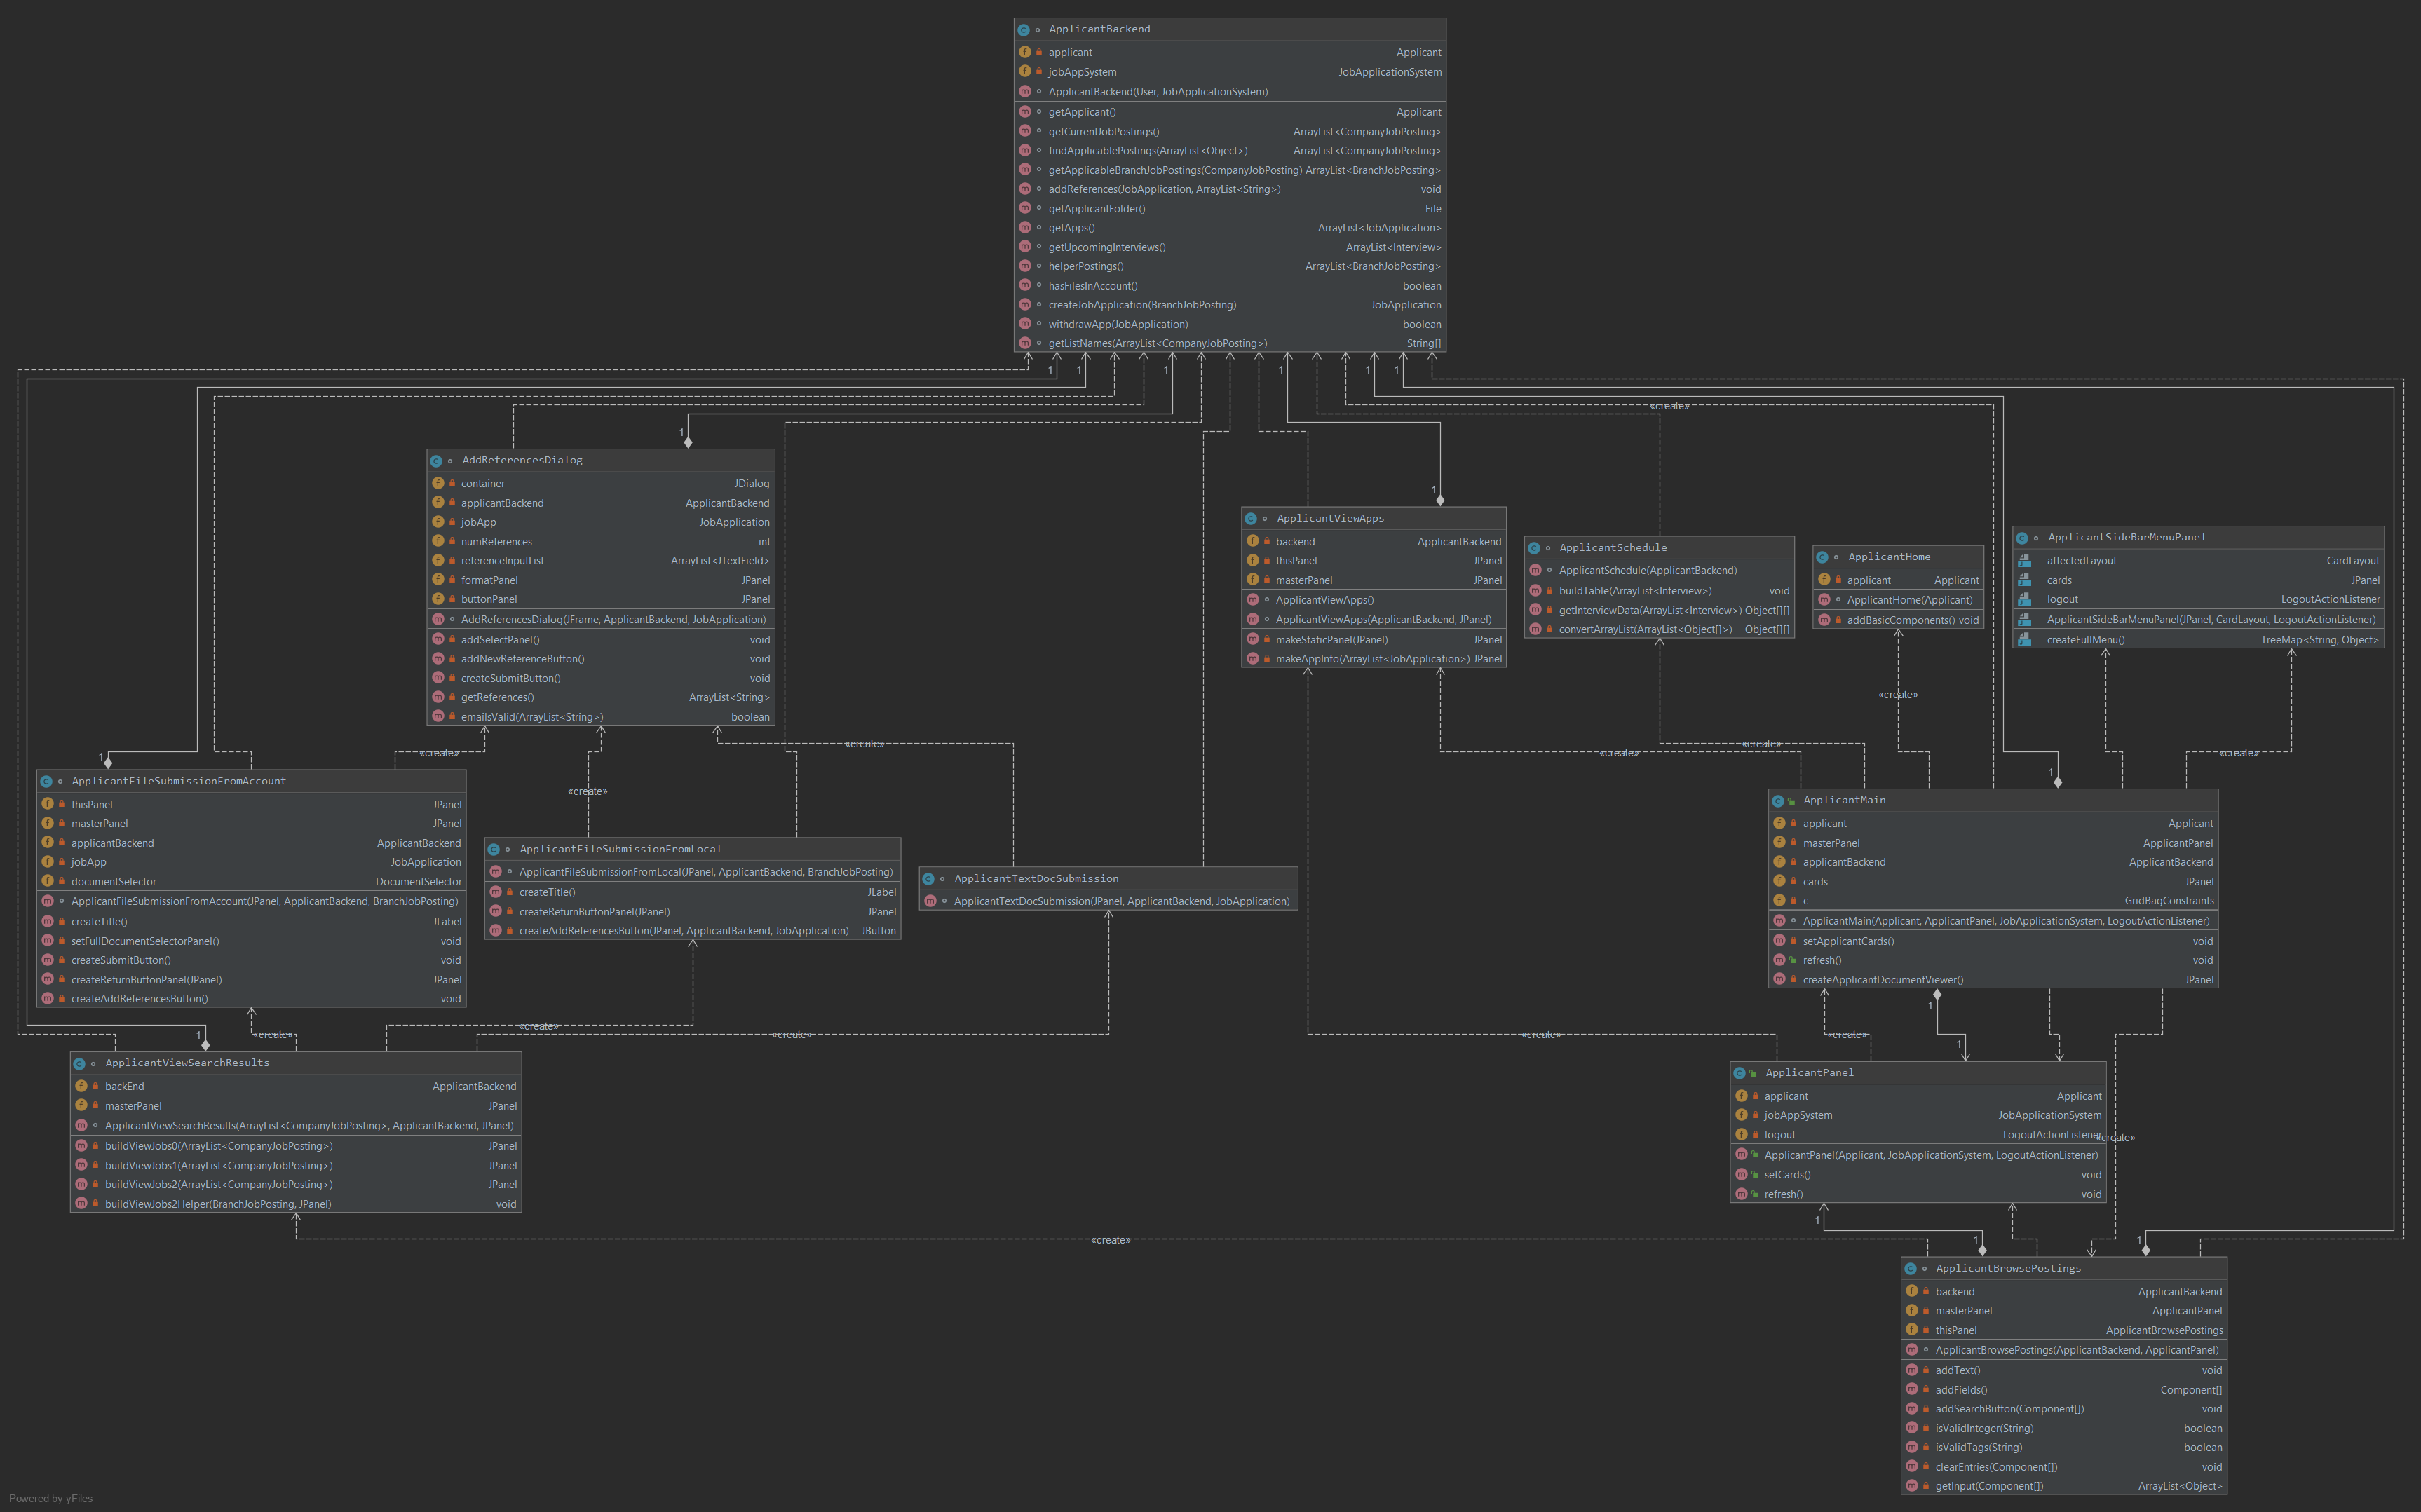 ApplicantBackend
applicant Applicant
jobAppSystem JobApplicationSystem
ApplicantBackend(User, JobApplicationSystem)
getApplicant() Applicant
getCurrentJobPostings() ArrayList<CompanyJobPosting>
findApplicablePostings(ArrayList<Object>) ArrayList<CompanyJobPosting>
getApplicableBranchJobPostings(CompanyJobPosting) ArrayList<BranchJobPosting>
addReferences(JobApplication, ArrayList<String>) void
getApplicantFolder() File
getApps() ArrayList<JobApplication>
getUpcomingInterviews() ArrayList<Interview>
helperPostings() ArrayList<BranchJobPosting>
hasFilesInAccount() boolean
createJobApplication(BranchJobPosting) JobApplication
withdrawApp(JobApplication) boolean
getListNames(ArrayList<CompanyJobPosting>) String[]
1
1
1
1
1
1
«create»
1
AddReferencesDialog
container JDialog
applicantBackend ApplicantBackend
jobApp JobApplication
numReferences int
referenceInputList ArrayList<JTextField>
formatPanel JPanel
buttonPanel JPanel
AddReferencesDialog(JFrame, ApplicantBackend, JobApplication)
addSelectPanel() void
addNewReferenceButton() void
createSubmitButton() void
getReferences() ArrayList<String>
emailsValid(ArrayList<String>) boolean
1
ApplicantViewApps
backend ApplicantBackend
thisPanel JPanel
masterPanel JPanel
ApplicantViewApps()
ApplicantViewApps(ApplicantBackend, JPanel)
makeStaticPanel(JPanel) JPanel
makeAppInfo(ArrayList<JobApplication>) JPanel
ApplicantSchedule
ApplicantSchedule(ApplicantBackend)
buildTable(ArrayList<Interview>) void
getInterviewData(ArrayList<Interview>) Object[][]
convertArrayList(ArrayList<Object[]>) Object[][]
ApplicantHome
applicant Applicant
ApplicantHome(Applicant)
addBasicComponents() void
ApplicantSideBarMenuPanel
affectedLayout CardLayout
cards JPanel
logout LogoutActionListener
ApplicantSideBarMenuPanel(JPanel, CardLayout, LogoutActionListener)
createFullMenu() TreeMap<String, Object>
«create»
«create»
«create»
«create»
«create»
«create»
«create»
1
1
ApplicantFileSubmissionFromAccount
thisPanel JPanel
masterPanel JPanel
applicantBackend ApplicantBackend
jobApp JobApplication
documentSelector DocumentSelector
ApplicantFileSubmissionFromAccount(JPanel, ApplicantBackend, BranchJobPosting)
createTitle() JLabel
setFullDocumentSelectorPanel() void
createSubmitButton() void
createReturnButtonPanel(JPanel) JPanel
createAddReferencesButton() void
ApplicantFileSubmissionFromLocal
ApplicantFileSubmissionFromLocal(JPanel, ApplicantBackend, BranchJobPosting)
createTitle() JLabel
createReturnButtonPanel(JPanel) JPanel
createAddReferencesButton(JPanel, ApplicantBackend, JobApplication) JButton
ApplicantTextDocSubmission
ApplicantTextDocSubmission(JPanel, ApplicantBackend, JobApplication)
ApplicantMain
applicant Applicant
masterPanel ApplicantPanel
applicantBackend ApplicantBackend
cards JPanel
c GridBagConstraints
ApplicantMain(Applicant, ApplicantPanel, JobApplicationSystem, LogoutActionListener)
setApplicantCards() void
refresh() void
createApplicantDocumentViewer() JPanel
1
«create»
«create»
«create»
«create»
«create»
1
1
ApplicantViewSearchResults
backEnd ApplicantBackend
masterPanel JPanel
ApplicantViewSearchResults(ArrayList<CompanyJobPosting>, ApplicantBackend, JPanel)
buildViewJobs0(ArrayList<CompanyJobPosting>) JPanel
buildViewJobs1(ArrayList<CompanyJobPosting>) JPanel
buildViewJobs2(ArrayList<CompanyJobPosting>) JPanel
buildViewJobs2Helper(BranchJobPosting, JPanel) void
ApplicantPanel
applicant Applicant
jobAppSystem JobApplicationSystem
logout LogoutActionListener
«create»
ApplicantPanel(Applicant, JobApplicationSystem, LogoutActionListener)
setCards() void
refresh() void
1
«create»
1
1
ApplicantBrowsePostings
backend ApplicantBackend
masterPanel ApplicantPanel
thisPanel ApplicantBrowsePostings
ApplicantBrowsePostings(ApplicantBackend, ApplicantPanel)
addText() void
addFields() Component[]
addSearchButton(Component[]) void
isValidInteger(String) boolean
isValidTags(String) boolean
clearEntries(Component[]) void
getInput(Component[]) ArrayList<Object>
Powered by yFiles